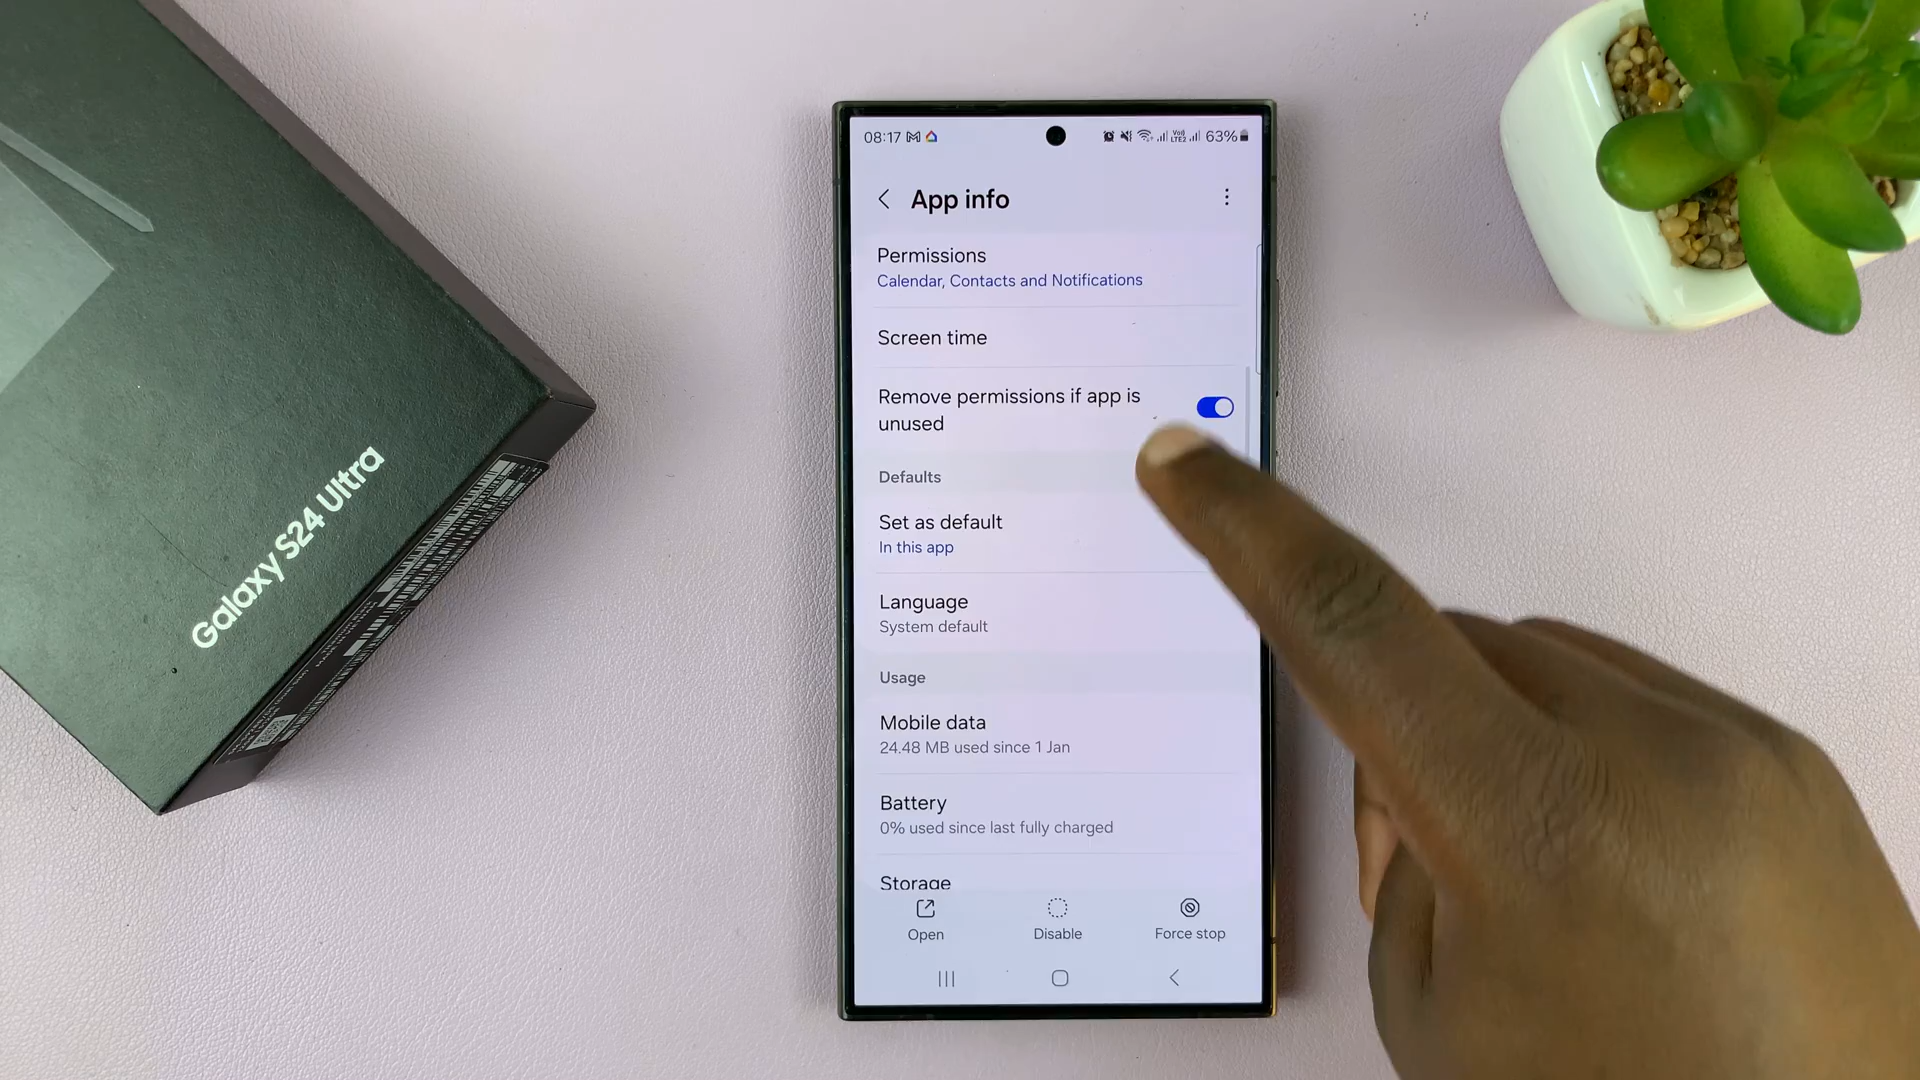 Galaxy S24 Ultra
08:17
63%
App info
Permissions
Calendar, Contacts and Notifications
Screen time
Remove permissions if app is
unused
Defaults
Set as default
In this app
Language
System default
Usage
Mobile data
24.48 MB used since 1 Jan
Battery
0% used since last fully charged
Storage
Open
Disable
Force stop